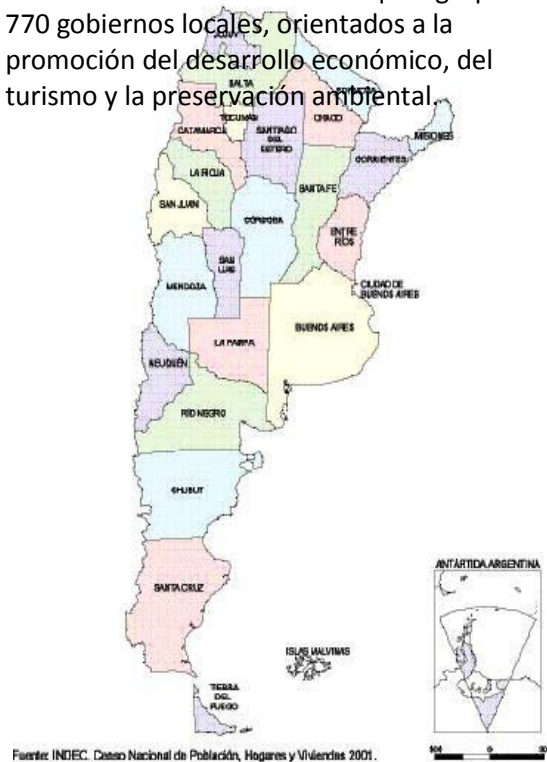 770 gobiernos locales, orientados a la
promoción del desarrollo económico, del
turismo y la preservación ambiental.
JUJUY
SALTA
FORMOSA
TUCUMÁN
CHACO
CATAMARCA
SANTIAGO
DEL
ESTERO
MISIONES
CORRIENTES
LA RIOJA
SANTA FE
SAN JUAN
CÓRDOBA
ENTRE
RÍOS
SAN
LUIS
MENDOZA
CIUDAD DE
BUENOS AIRES
BUENOS AIRES
LA PAMPA
NEUQUÉN
RÍO NEGRO
CHUBUT
SANTA CRUZ
ANTÁRTIDA ARGENTINA
ISLAS MALVINAS
TIERRA
DEL
FUEGO
Fuente: INDEC. Censo Nacional de Población, Hogares y Viviendas 2001.